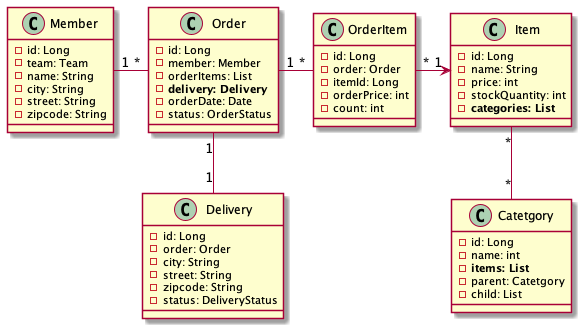 C Member
id: Long
team: Team
name: String
city: String
street: String
zipcode: String
1 *
C Order
id: Long
member: Member
orderItems: List
delivery: Delivery
orderDate: Date
status: OrderStatus
1 *
C OrderItem
id: Long
order: Order
itemId: Long
orderPrice: int
count: int
* 1
C Item
id: Long
name: String
price: int
stockQuantity: int
categories: List
1
1
*
*
C Delivery
id: Long
order: Order
city: String
street: String
zipcode: String
status: DeliveryStatus
C Catetgory
id: Long
name: int
items: List
parent: Catetgory
child: List